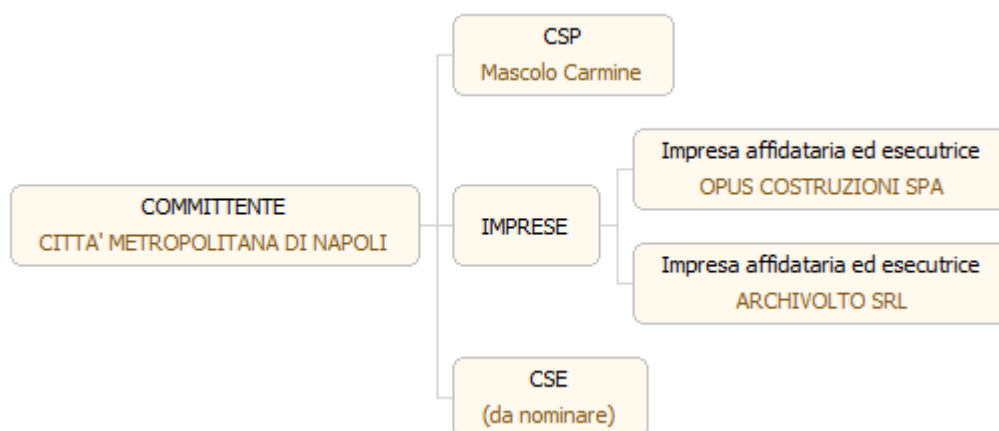 CSP
Mascolo Carmine
Impresa affidataria ed esecutrice
OPUS COSTRUZIONI SPA
COMMITTENTE
CITTA' METROPOLITANA DI NAPOLI
IMPRESE
Impresa affidataria ed esecutrice
ARCHIVOLTO SRL
CSE
(da nominare)